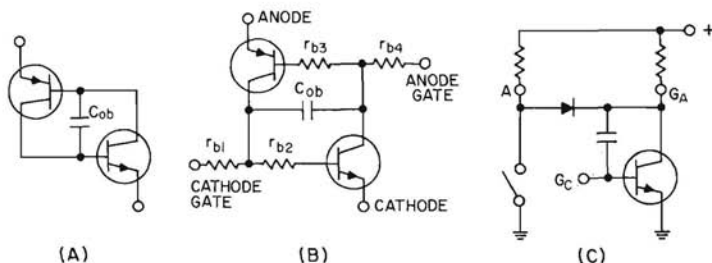 Cob
(A)
ANODE
rb3
rb4
ANODE
GATE
Cob
rb1
rb2
CATHODE
GATE
CATHODE
(B)
+
A
GA
GC
(C)